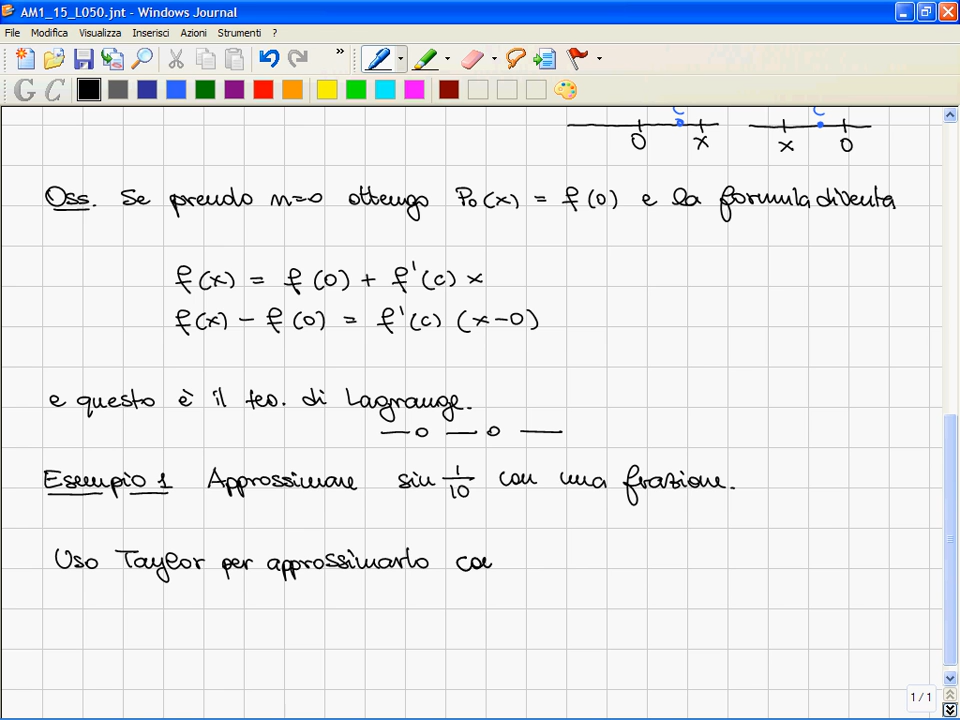 AM1_15_L050.jnt - Windows Journal
File Modifica Visualizza Inserisci Azioni Strumenti ?
»
G C
c c
0 x x 0
Oss. Se prendo n=0 ottengo P₀(x) = f(0) e la formula diventa
f(x) = f(0) + f'(c) x
f(x) - f(0) = f'(c) (x-0)
e questo è il teo. di Lagrange.
— o — o —
Esempio 1 Approssimare sin 1/10 con una frazione.
Uso Taylor per approssimarlo con
1 / 1